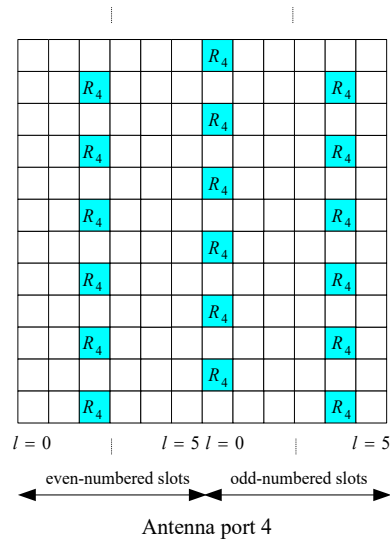 R₄
R₄ R₄
R₄
R₄ R₄
R₄
R₄ R₄
R₄
R₄ R₄
R₄
R₄ R₄
R₄
R₄ R₄
l = 0 l = 5 l = 0 l = 5
even-numbered slots odd-numbered slots
Antenna port 4